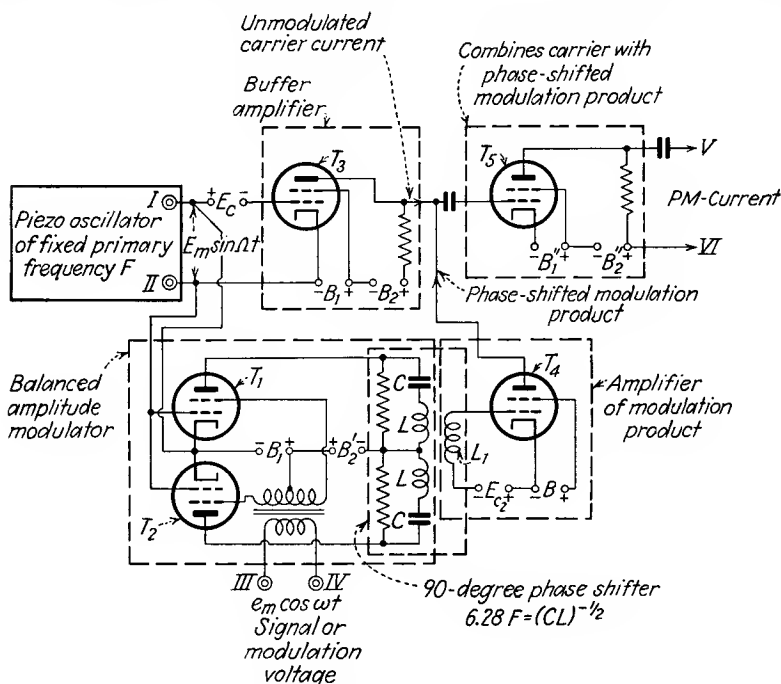 Unmodulated
carrier current
Combines carrier with
phase-shifted
modulation product
Buffer
amplifier
T3
T5
V
I
+ Ec -
Piezo oscillator
of fixed primary
frequency F
Em sin Ωt
PM-Current
II
- B1 + - B2 +
- B1'' + - B2'' +
VI
Phase-shifted modulation
product
Balanced
amplitude
modulator
T1
C
T4
Amplifier
of modulation
product
L
L1
- B1 + + B2' -
L
- Ec2 + - B +
T2
C
III
IV
90-degree phase shifter
6.28 F=(CL)^-1/2
em cos ωt
Signal or
modulation
voltage